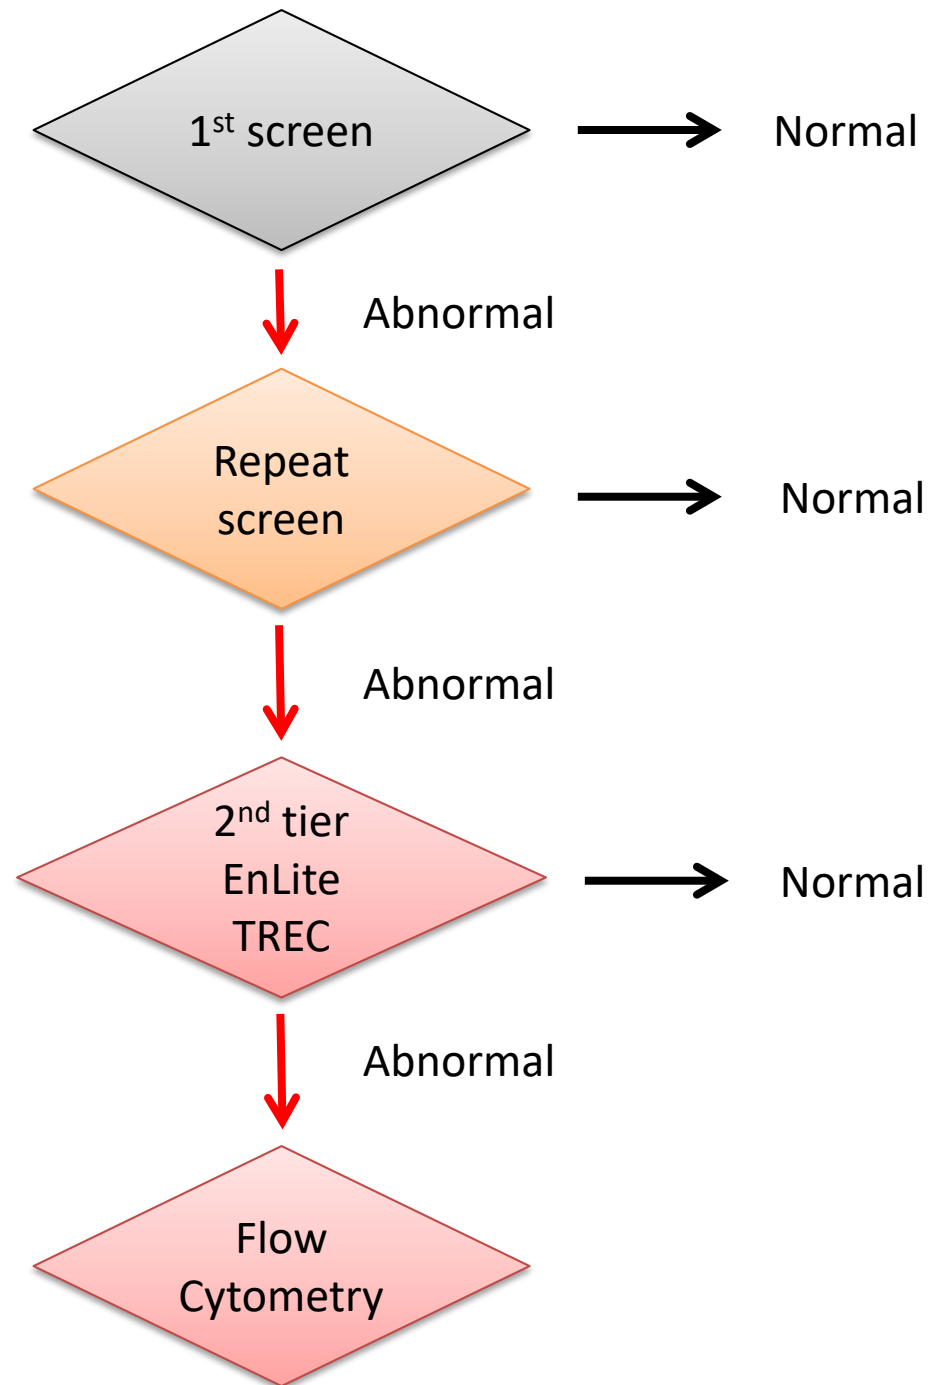 1st screen
Normal
Abnormal
Repeat
screen
Normal
Abnormal
2nd tier
EnLite
TREC
Normal
Abnormal
Flow
Cytometry